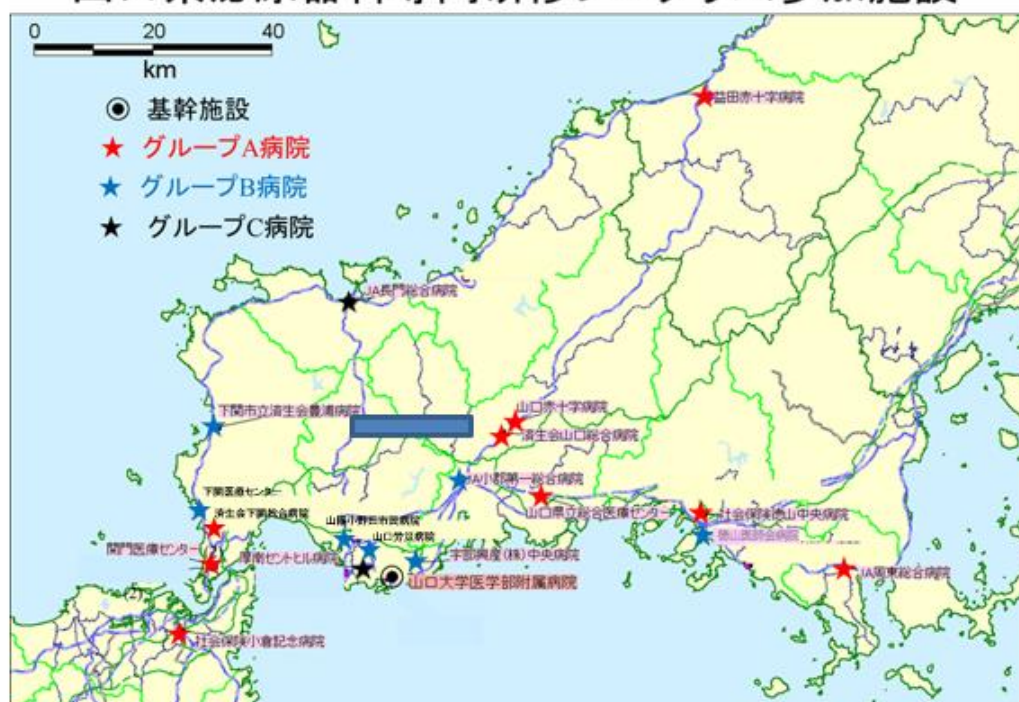 0 20 40
km
基幹施設
グループA病院
グループB病院
グループC病院
益田赤十字病院
JA長門総合病院
下関市立済生会豊浦病院
山口赤十字病院
済生会山口総合病院
JA小郡第一総合病院
山口県立総合医療センター
社会保険徳山中央病院
徳山医師会病院
下関医療センター
済生会下関総合病院
関門医療センター
山陽小野田市民病院
山口労災病院
厚南セントヒル病院
宇部興産(株)中央病院
山口大学医学部附属病院
JA周東総合病院
(2)
社会保険小倉記念病院